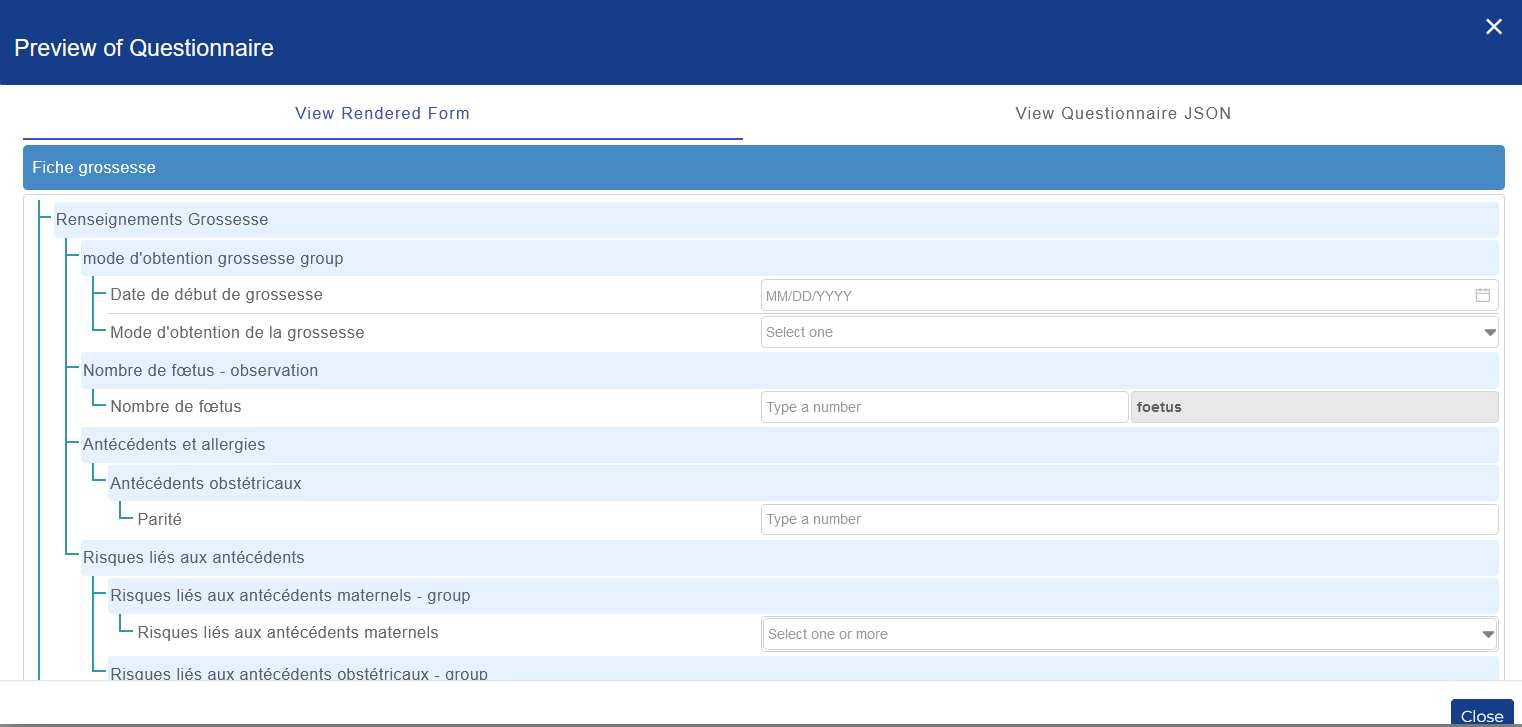 Preview of Questionnaire
View Rendered Form View Questionnaire JSON
Fiche grossesse
Renseignements Grossesse
mode d'obtention grossesse group
Date de début de grossesse MM/DD/YYYY
Mode d'obtention de la grossesse Select one
Nombre de fœtus - observation
Nombre de fœtus Type a number foetus
Antécédents et allergies
Antécédents obstétricaux
Parité Type a number
Risques liés aux antécédents
Risques liés aux antécédents maternels - group
Risques liés aux antécédents maternels Select one or more
Risques liés aux antécédents obstétricaux - group
Close